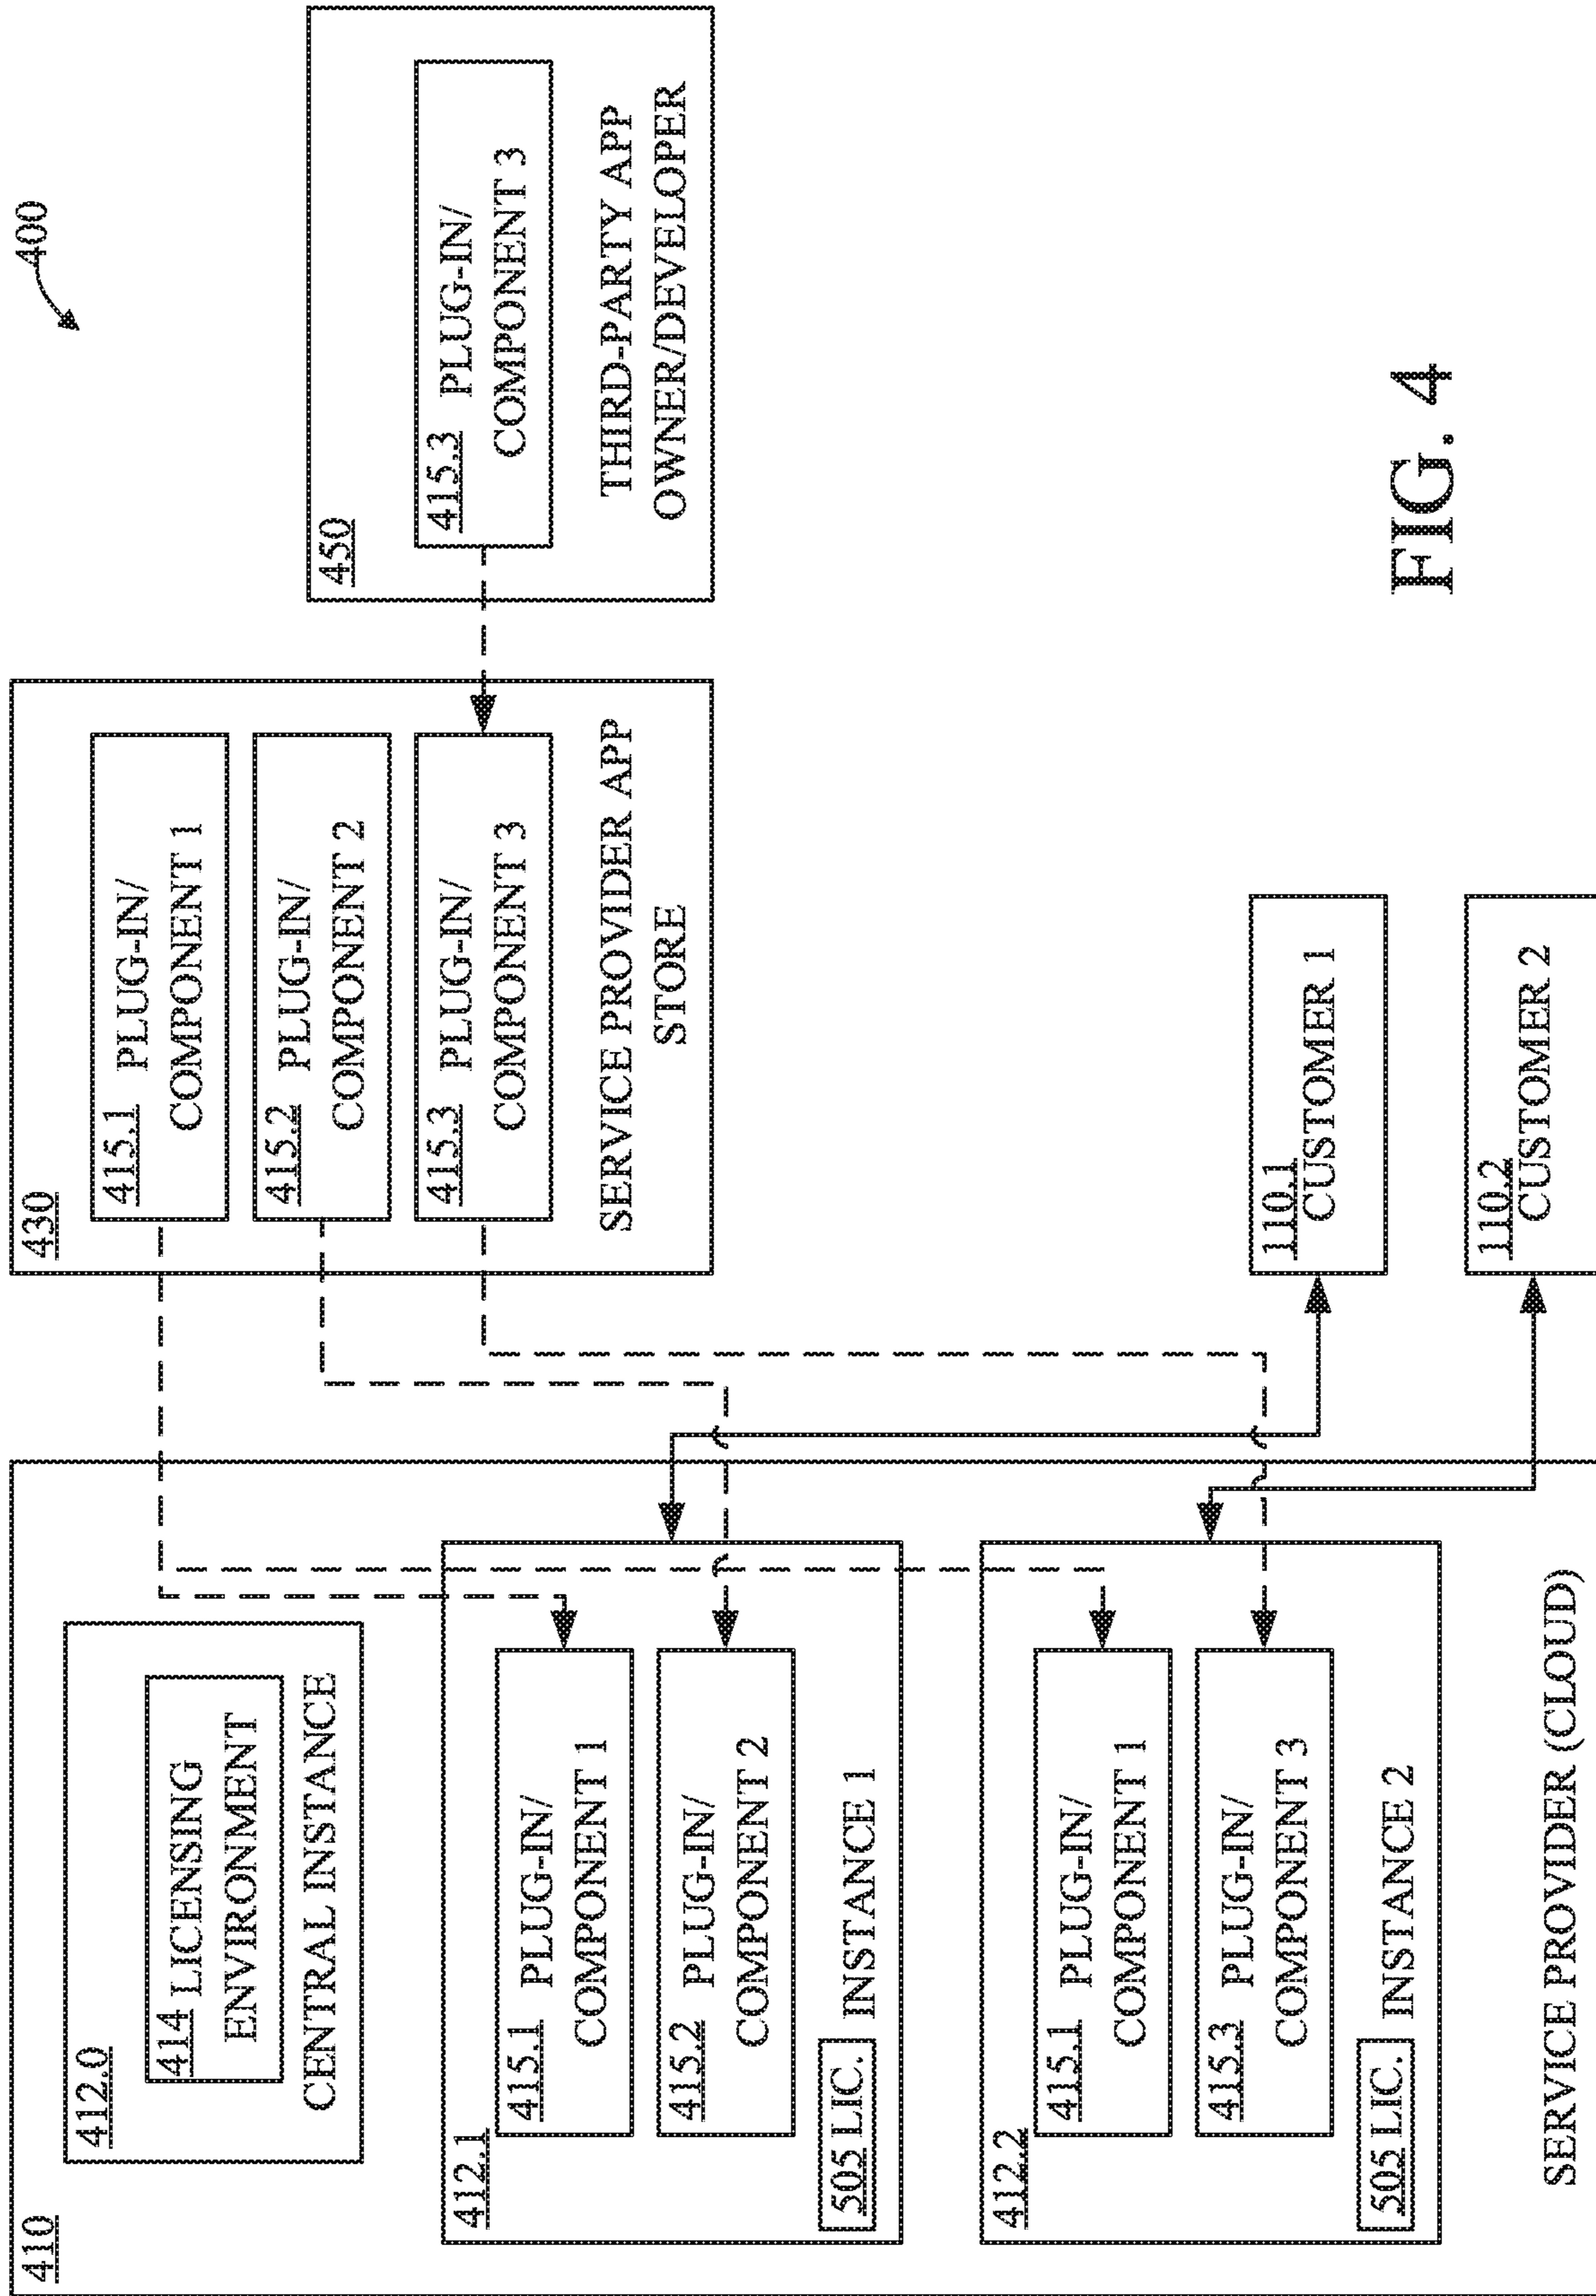 400
410
412.0
414 LICENSING
ENVIRONMENT
CENTRAL INSTANCE
412.1
415.1 PLUG-IN/
COMPONENT 1
415.2 PLUG-IN/
COMPONENT 2
505 LIC.
INSTANCE 1
412.2
415.1 PLUG-IN/
COMPONENT 1
415.3 PLUG-IN/
COMPONENT 3
505 LIC.
INSTANCE 2
SERVICE PROVIDER (CLOUD)
430
415.1 PLUG-IN/
COMPONENT 1
415.2 PLUG-IN/
COMPONENT 2
415.3 PLUG-IN/
COMPONENT 3
SERVICE PROVIDER APP
STORE
450
415.3 PLUG-IN/
COMPONENT 3
THIRD-PARTY APP
OWNER/DEVELOPER
110.1
CUSTOMER 1
110.2
CUSTOMER 2
FIG. 4